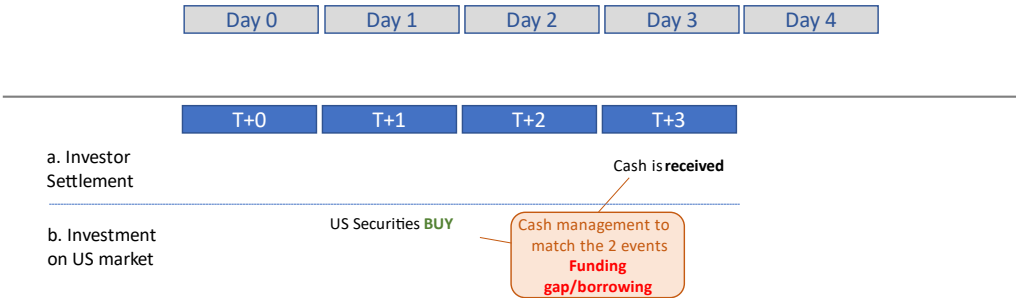 Day 0 Day 1 Day 2 Day 3 Day 4
T+0 T+1 T+2 T+3
a. Investor
Settlement
Cash is received
b. Investment
on US market
US Securities BUY
Cash management to
match the 2 events
Funding
gap/borrowing